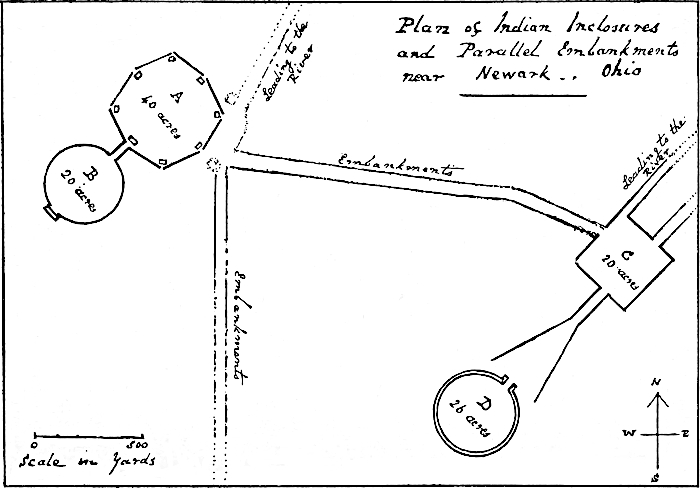 Plan of Indian Inclosures
and Parallel Embankments
near Newark .. Ohio
Leading to the
River
A
40 acres
B
20 acres
Embankments
Leading to the
River
C
20 acres
Embankments
D
26 acres
N
W E
S
0 500
Scale in Yards